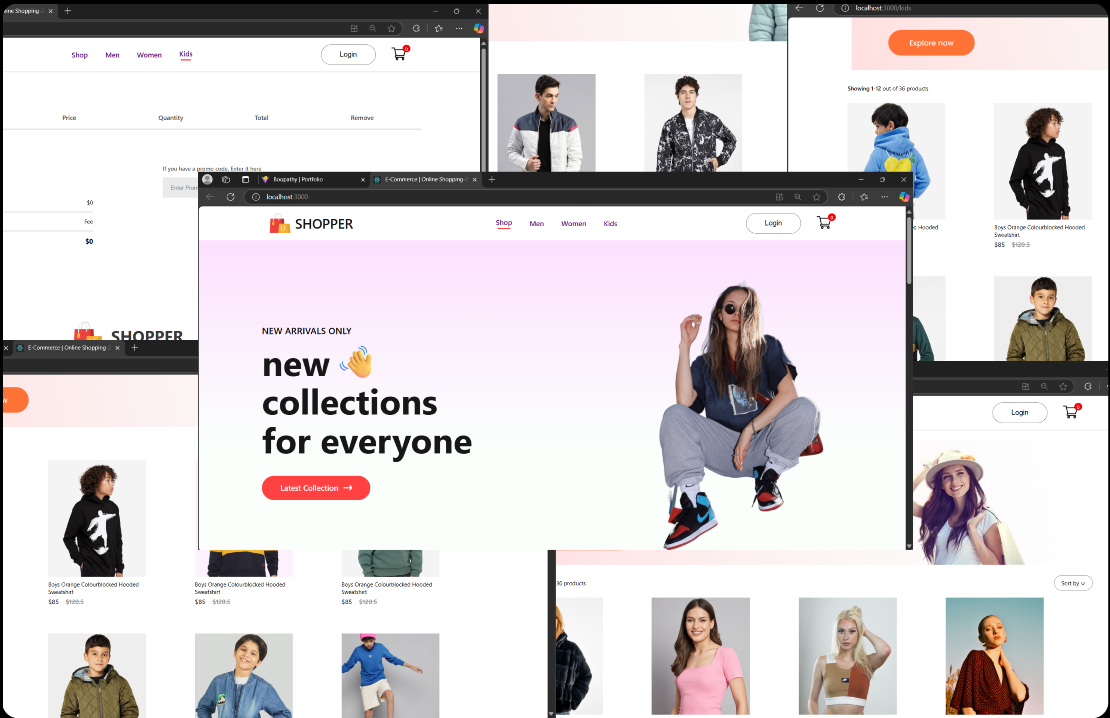 nline Shopping
Shop Men Women Kids Login 0
Price Quantity Total Remove
If you have a promo code, Enter it here
Enter Prom
$0
Fee
$0
SHOPPER
localhost:3000/kids
Explore now
Showing 1-12 out of 36 products
d Hooded
Boys Orange Colourblocked Hooded
Sweatshirt
$85 $120.5
Boopathy | Portfolio
E-Commerce | Online Shopping
localhost:3000
SHOPPER Shop Men Women Kids Login 0
NEW ARRIVALS ONLY
new
collections
for everyone
Latest Collection →
E-Commerce | Online Shopping
w
Boys Orange Colourblocked Hooded
Sweatshirt
$85 $120.5
Boys Orange Colourblocked Hooded
Sweatshirt
$85 $120.5
Boys Orange Colourblocked Hooded
Sweatshirt
$85 $120.5
Login 0
36 products
Sort by